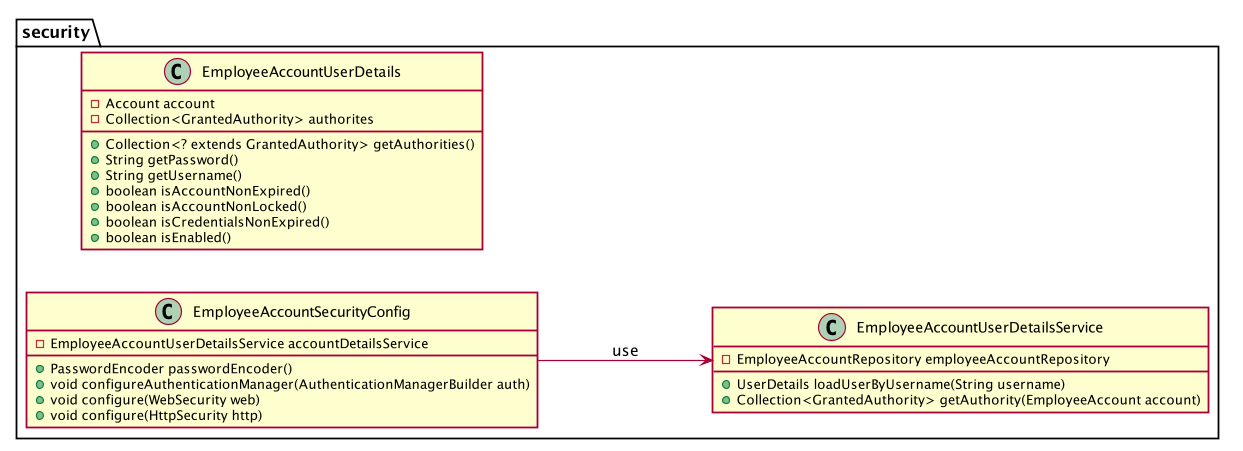 security
C EmployeeAccountUserDetails
Account account
Collection<GrantedAuthority> authorites
Collection<? extends GrantedAuthority> getAuthorities()
String getPassword()
String getUsername()
boolean isAccountNonExpired()
boolean isAccountNonLocked()
boolean isCredentialsNonExpired()
boolean isEnabled()
C EmployeeAccountSecurityConfig
EmployeeAccountUserDetailsService accountDetailsService
PasswordEncoder passwordEncoder()
void configureAuthenticationManager(AuthenticationManagerBuilder auth)
void configure(WebSecurity web)
void configure(HttpSecurity http)
use
C EmployeeAccountUserDetailsService
EmployeeAccountRepository employeeAccountRepository
UserDetails loadUserByUsername(String username)
Collection<GrantedAuthority> getAuthority(EmployeeAccount account)